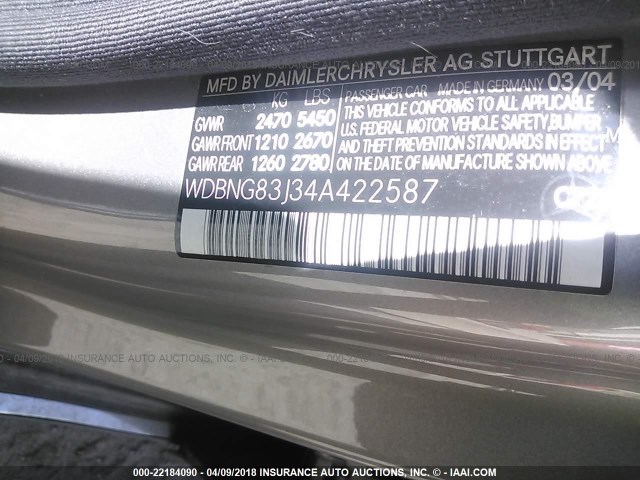 MFD BY DAIMLERCHRYSLER AG STUTTGART
KG LBS PASSENGER CAR MADE IN GERMANY 03/04
GVWR 2470 5450
GAWR FRONT 1210 2670
GAWR REAR 1260 2780
THIS VEHICLE CONFORMS TO ALL APPLICABLE
U.S. FEDERAL MOTOR VEHICLE SAFETY, BUMPER
AND THEFT PREVENTION STANDARDS IN EFFECT
ON THE DATE OF MANUFACTURE SHOWN ABOVE.
WDBNG83J34A422587
000-22184090 - 04/09/2018 INSURANCE AUTO AUCTIONS, INC. - © IAAI.COM